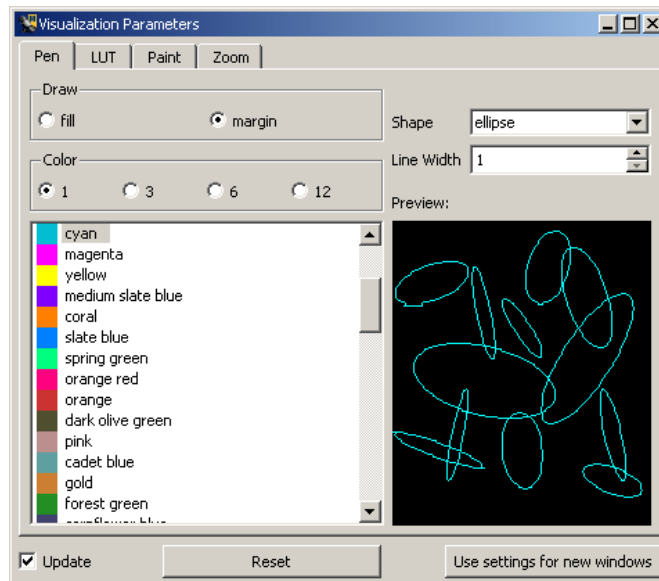 Visualization Parameters
Pen LUT Paint Zoom
Draw
fill margin
Shape ellipse
Color
Line Width 1
1 3 6 12
Preview:
cyan
magenta
yellow
medium slate blue
coral
slate blue
spring green
orange red
orange
dark olive green
pink
cadet blue
gold
forest green
cornflower blue
Update Reset Use settings for new windows